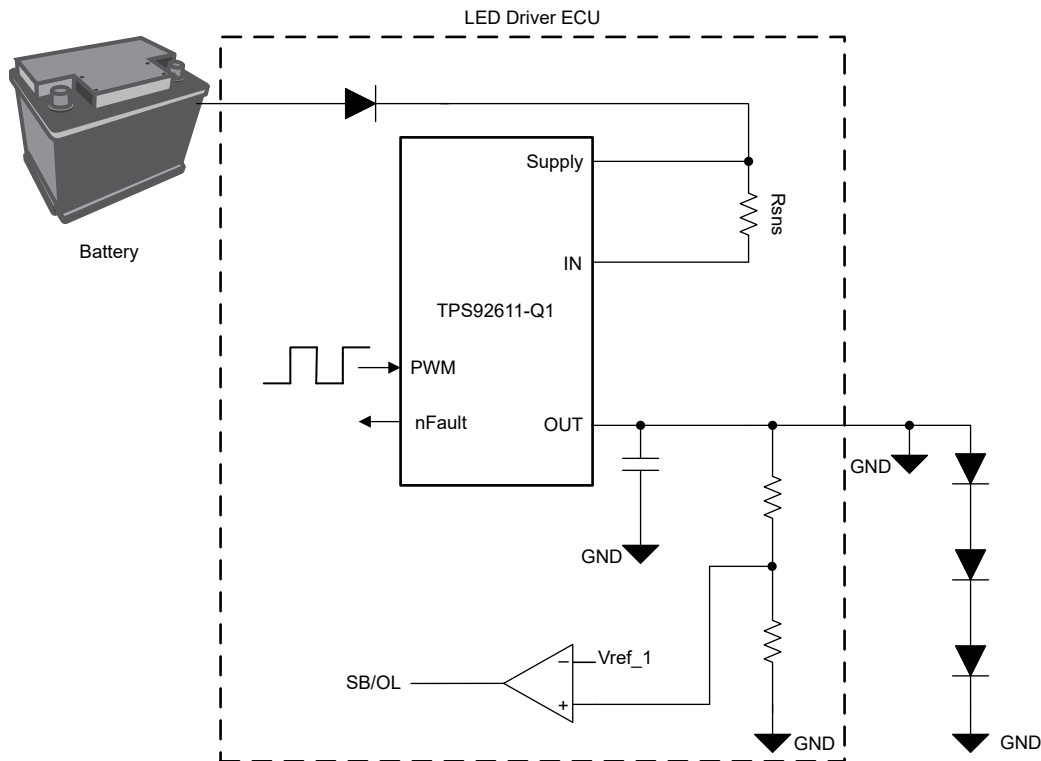 LED Driver ECU
Battery
Supply
Rsns
IN
TPS92611-Q1
PWM
nFault
OUT
GND
GND
Vref_1
SB/OL
−
+
GND
GND